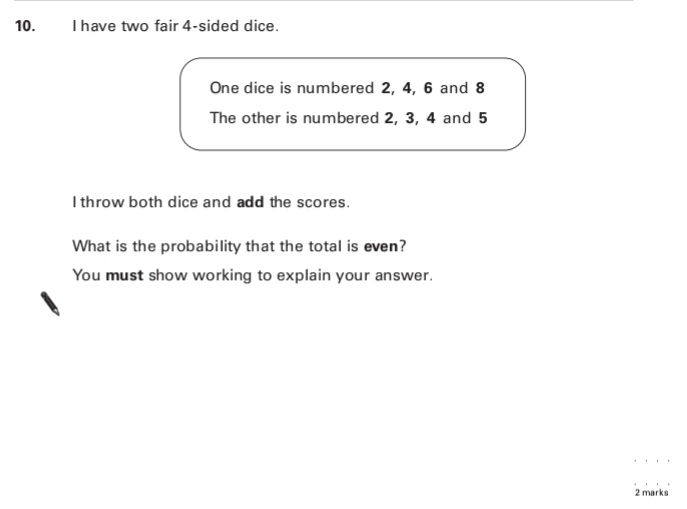 10. I have two fair 4-sided dice.
One dice is numbered 2, 4, 6 and 8
The other is numbered 2, 3, 4 and 5
I throw both dice and add the scores.
What is the probability that the total is even?
You must show working to explain your answer.
2 marks